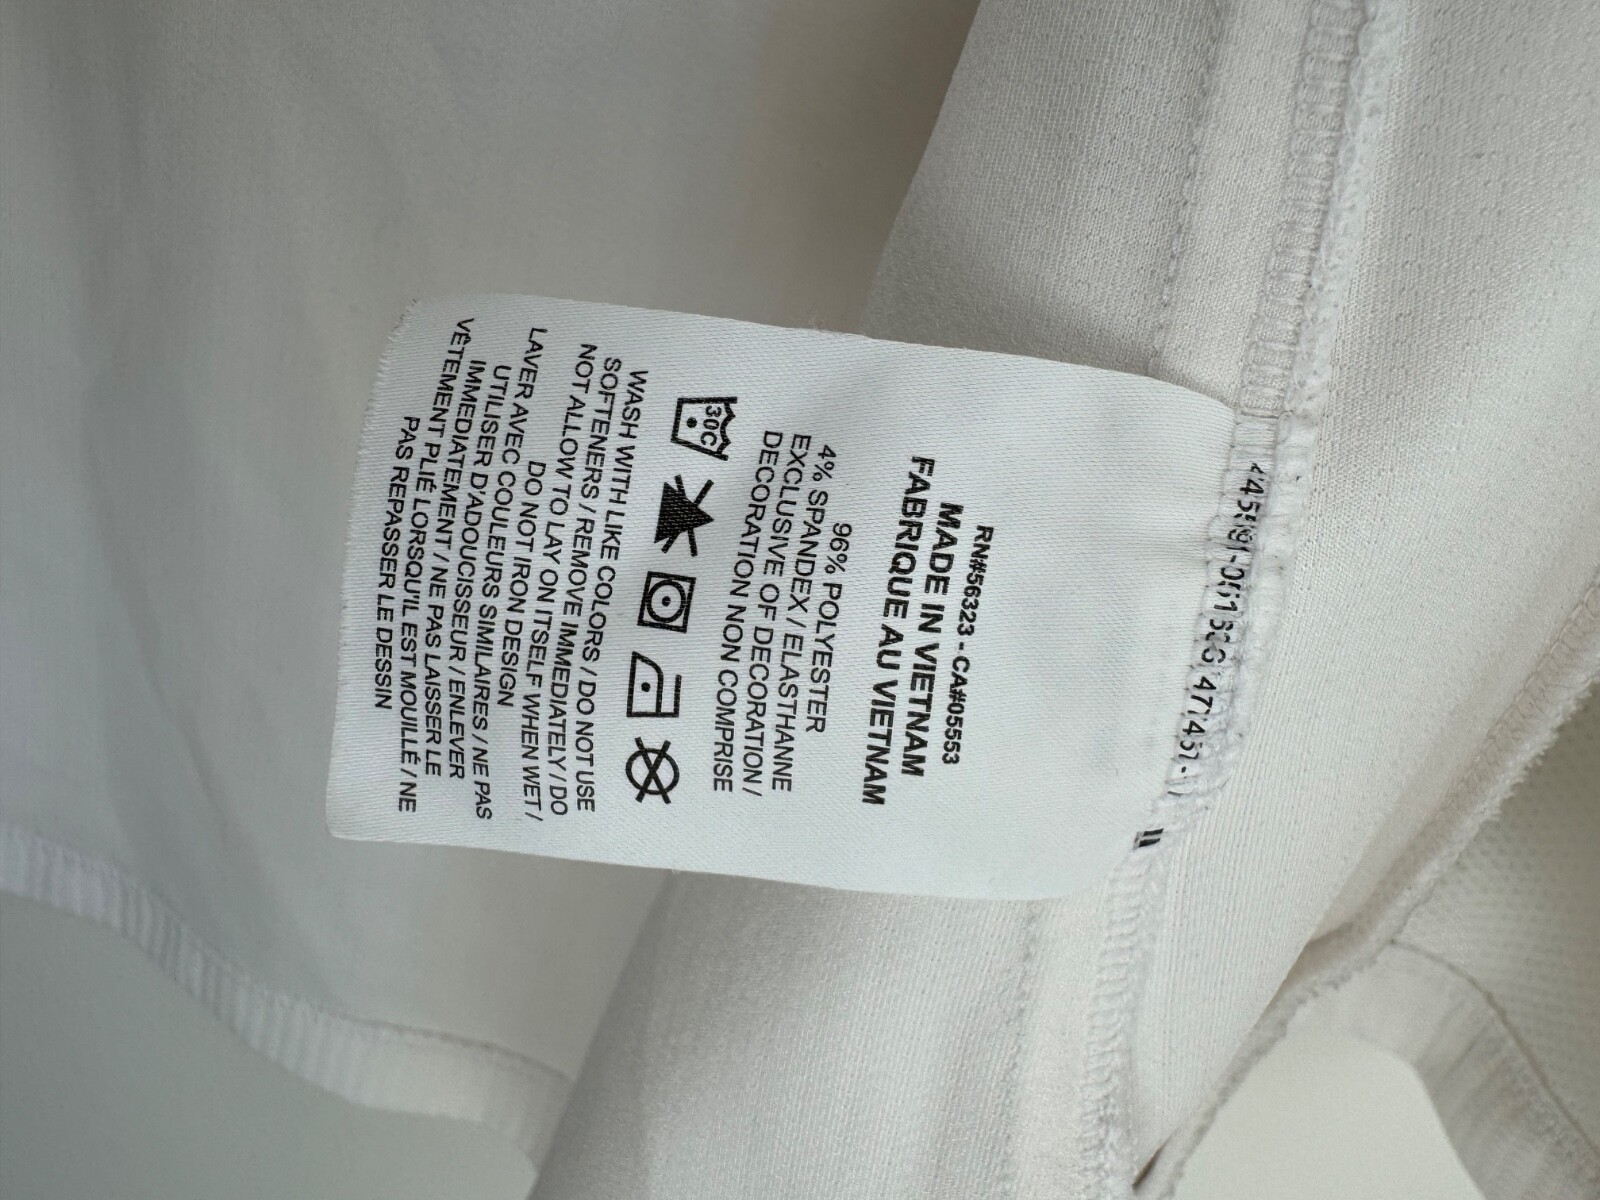 RN#56323 - CA#05553
MADE IN VIETNAM
FABRIQUE AU VIETNAM
96% POLYESTER
4% SPANDEX / ELASTHANNE
EXCLUSIVE OF DECORATION /
DECORATION NON COMPRISE
30C
WASH WITH LIKE COLORS / DO NOT USE
SOFTENERS / REMOVE IMMEDIATELY / DO
NOT ALLOW TO LAY ON ITSELF WHEN WET /
DO NOT IRON DESIGN
LAVER AVEC COULEURS SIMILAIRES / NE PAS
UTILISER D'ADOUCISSEUR / ENLEVER
IMMEDIATEMENT / NE PAS LAISSER LE
VÊTEMENT PLIÉ LORSQU'IL EST MOUILLÉ / NE
PAS REPASSER LE DESSIN